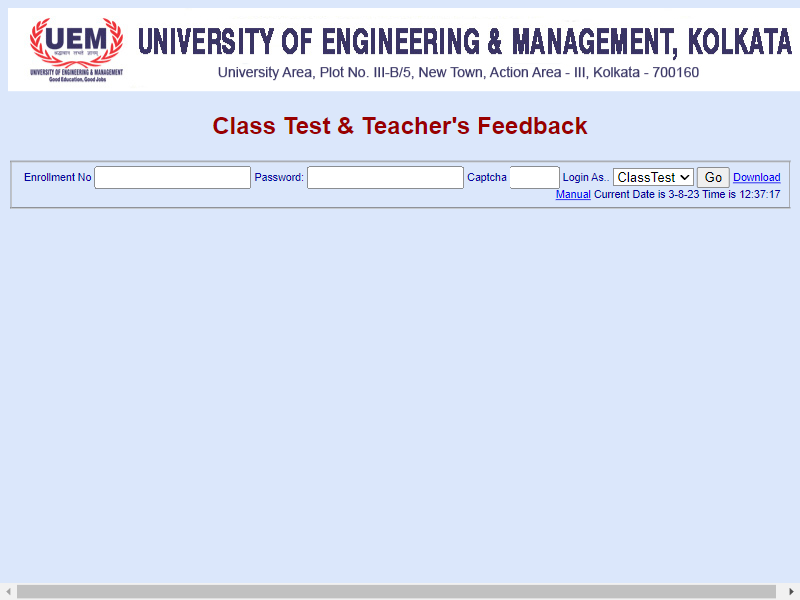 UEM
UNIVERSITY OF ENGINEERING & MANAGEMENT
Good Education, Good Jobs
UNIVERSITY OF ENGINEERING & MANAGEMENT, KOLKATA
University Area, Plot No. III-B/5, New Town, Action Area - III, Kolkata - 700160
Class Test & Teacher's Feedback
Enrollment No Password: Captcha Login As.. ClassTest Go Download
Manual Current Date is 3-8-23 Time is 12:37:17